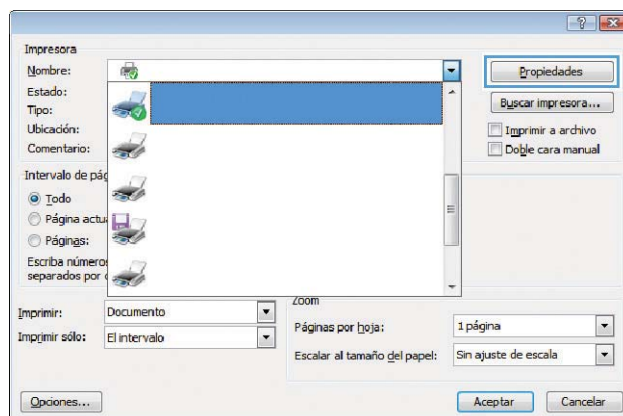 Impresora
Nombre:
Propiedades
Estado:
Tipo:
Buscar impresora...
Ubicación:
Imprimir a archivo
Comentario:
Doble cara manual
Intervalo de pág
Todo
Página actu
Páginas:
Escriba número
separados por
Zoom
Imprimir:
Documento
Páginas por hoja:
1 página
Imprimir sólo:
El intervalo
Escalar al tamaño del papel:
Sin ajuste de escala
Opciones...
Aceptar
Cancelar